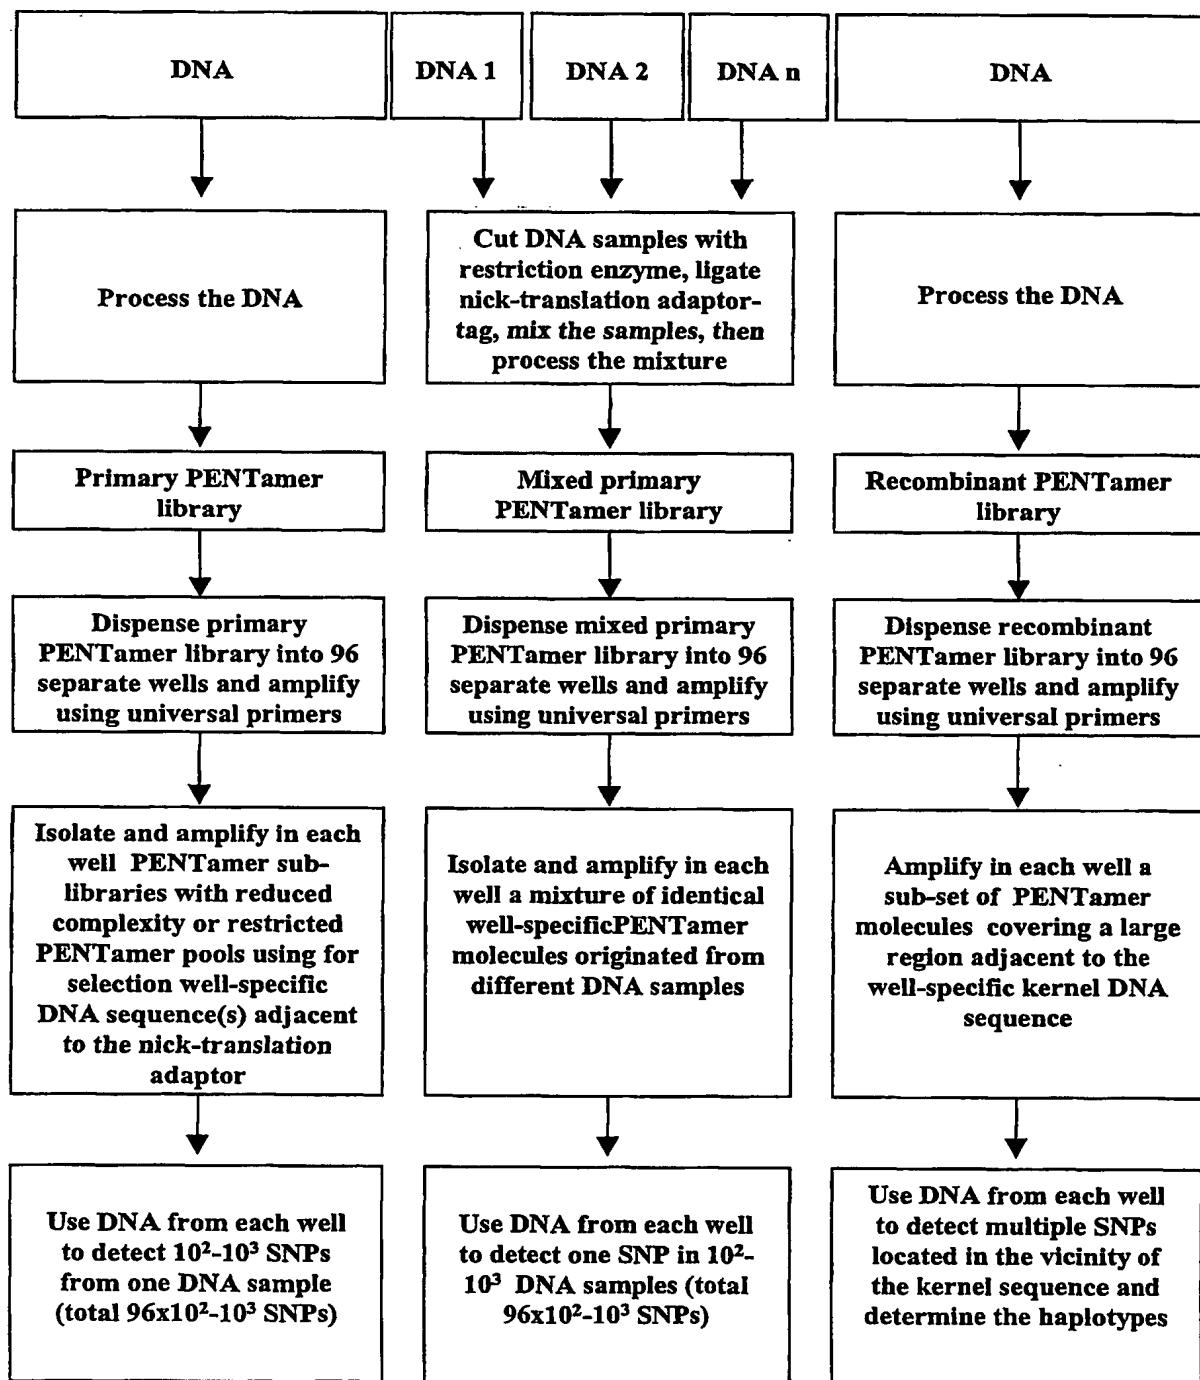 DNA
DNA 1
DNA 2
DNA n
DNA
Process the DNA
Cut DNA samples with
restriction enzyme, ligate
nick-translation adaptor-
tag, mix the samples, then
process the mixture
Process the DNA
Primary PENTamer
library
Mixed primary
PENTamer library
Recombinant PENTamer
library
Dispense primary
PENTamer library into 96
separate wells and amplify
using universal primers
Dispense mixed primary
PENTamer library into 96
separate wells and amplify
using universal primers
Dispense recombinant
PENTamer library into 96
separate wells and amplify
using universal primers
Isolate and amplify in each
well PENTamer sub-
libraries with reduced
complexity or restricted
PENTamer pools using for
selection well-specific
DNA sequence(s) adjacent
to the nick-translation
adaptor
Isolate and amplify in each
well a mixture of identical
well-specificPENTamer
molecules originated from
different DNA samples
Amplify in each well a
sub-set of PENTamer
molecules covering a large
region adjacent to the
well-specific kernel DNA
sequence
Use DNA from each well
to detect 10²-10³ SNPs
from one DNA sample
(total 96x10²-10³ SNPs)
Use DNA from each well
to detect one SNP in 10²-
10³ DNA samples (total
96x10²-10³ SNPs)
Use DNA from each well
to detect multiple SNPs
located in the vicinity of
the kernel sequence and
determine the haplotypes